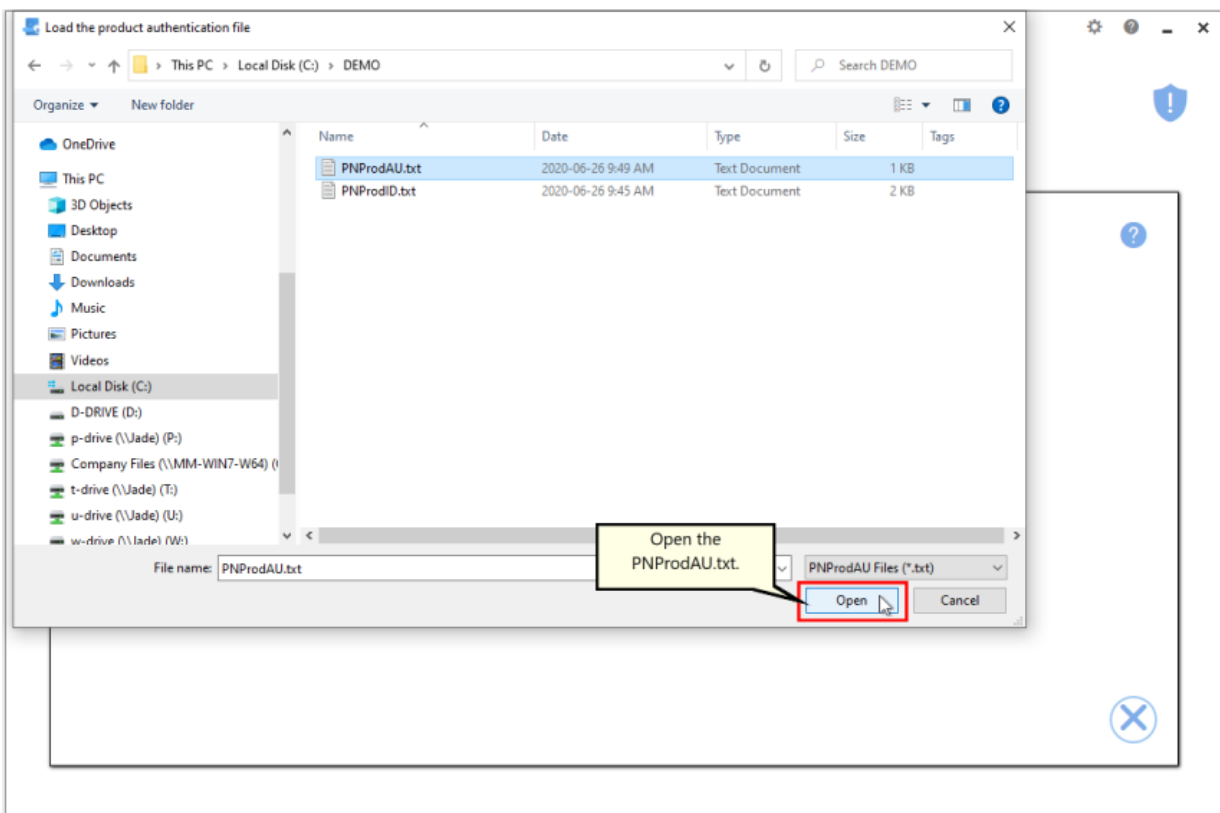 Load the product authentication file
This PC > Local Disk (C:) > DEMO
Search DEMO
Organize
New folder
Name Date Type Size Tags
PNProdAU.txt 2020-06-26 9:49 AM Text Document 1 KB
PNProdID.txt 2020-06-26 9:45 AM Text Document 2 KB
OneDrive
This PC
3D Objects
Desktop
Documents
Downloads
Music
Pictures
Videos
Local Disk (C:)
D-DRIVE (D:)
p-drive (\\Jade) (P:)
Company Files (\\MM-WIN7-W64) (
t-drive (\\Jade) (T:)
u-drive (\\Jade) (U:)
w-drive (\\Jade) (W:)
Open the
PNProdAU.txt.
File name: PNProdAU.txt
PNProdAU Files (*.txt)
Open Cancel